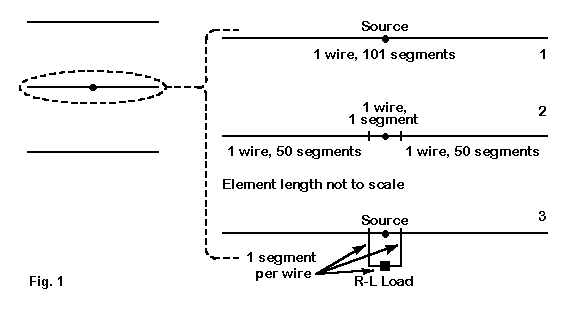 Source
1 wire, 101 segments
1
1 wire,
1 segment
2
1 wire, 50 segments
1 wire, 50 segments
Element length not to scale
Source
3
1 segment
per wire
R-L Load
Fig. 1